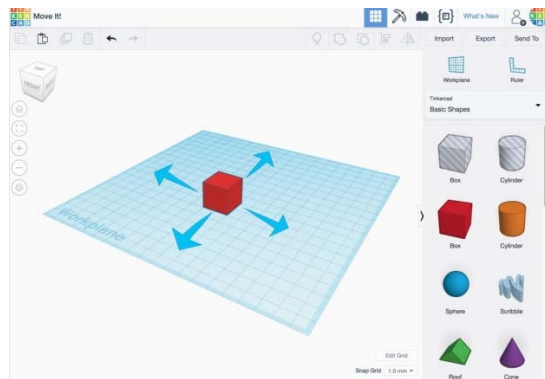 Move It!
What's New
Import
Export
Send To
Workplane
Ruler
Tinkercad
Basic Shapes
Box
Cylinder
Box
Cylinder
Sphere
Scribble
Roof
Cone
FRONT
Workplane
Edit Grid
Snap Grid
1.0 mm